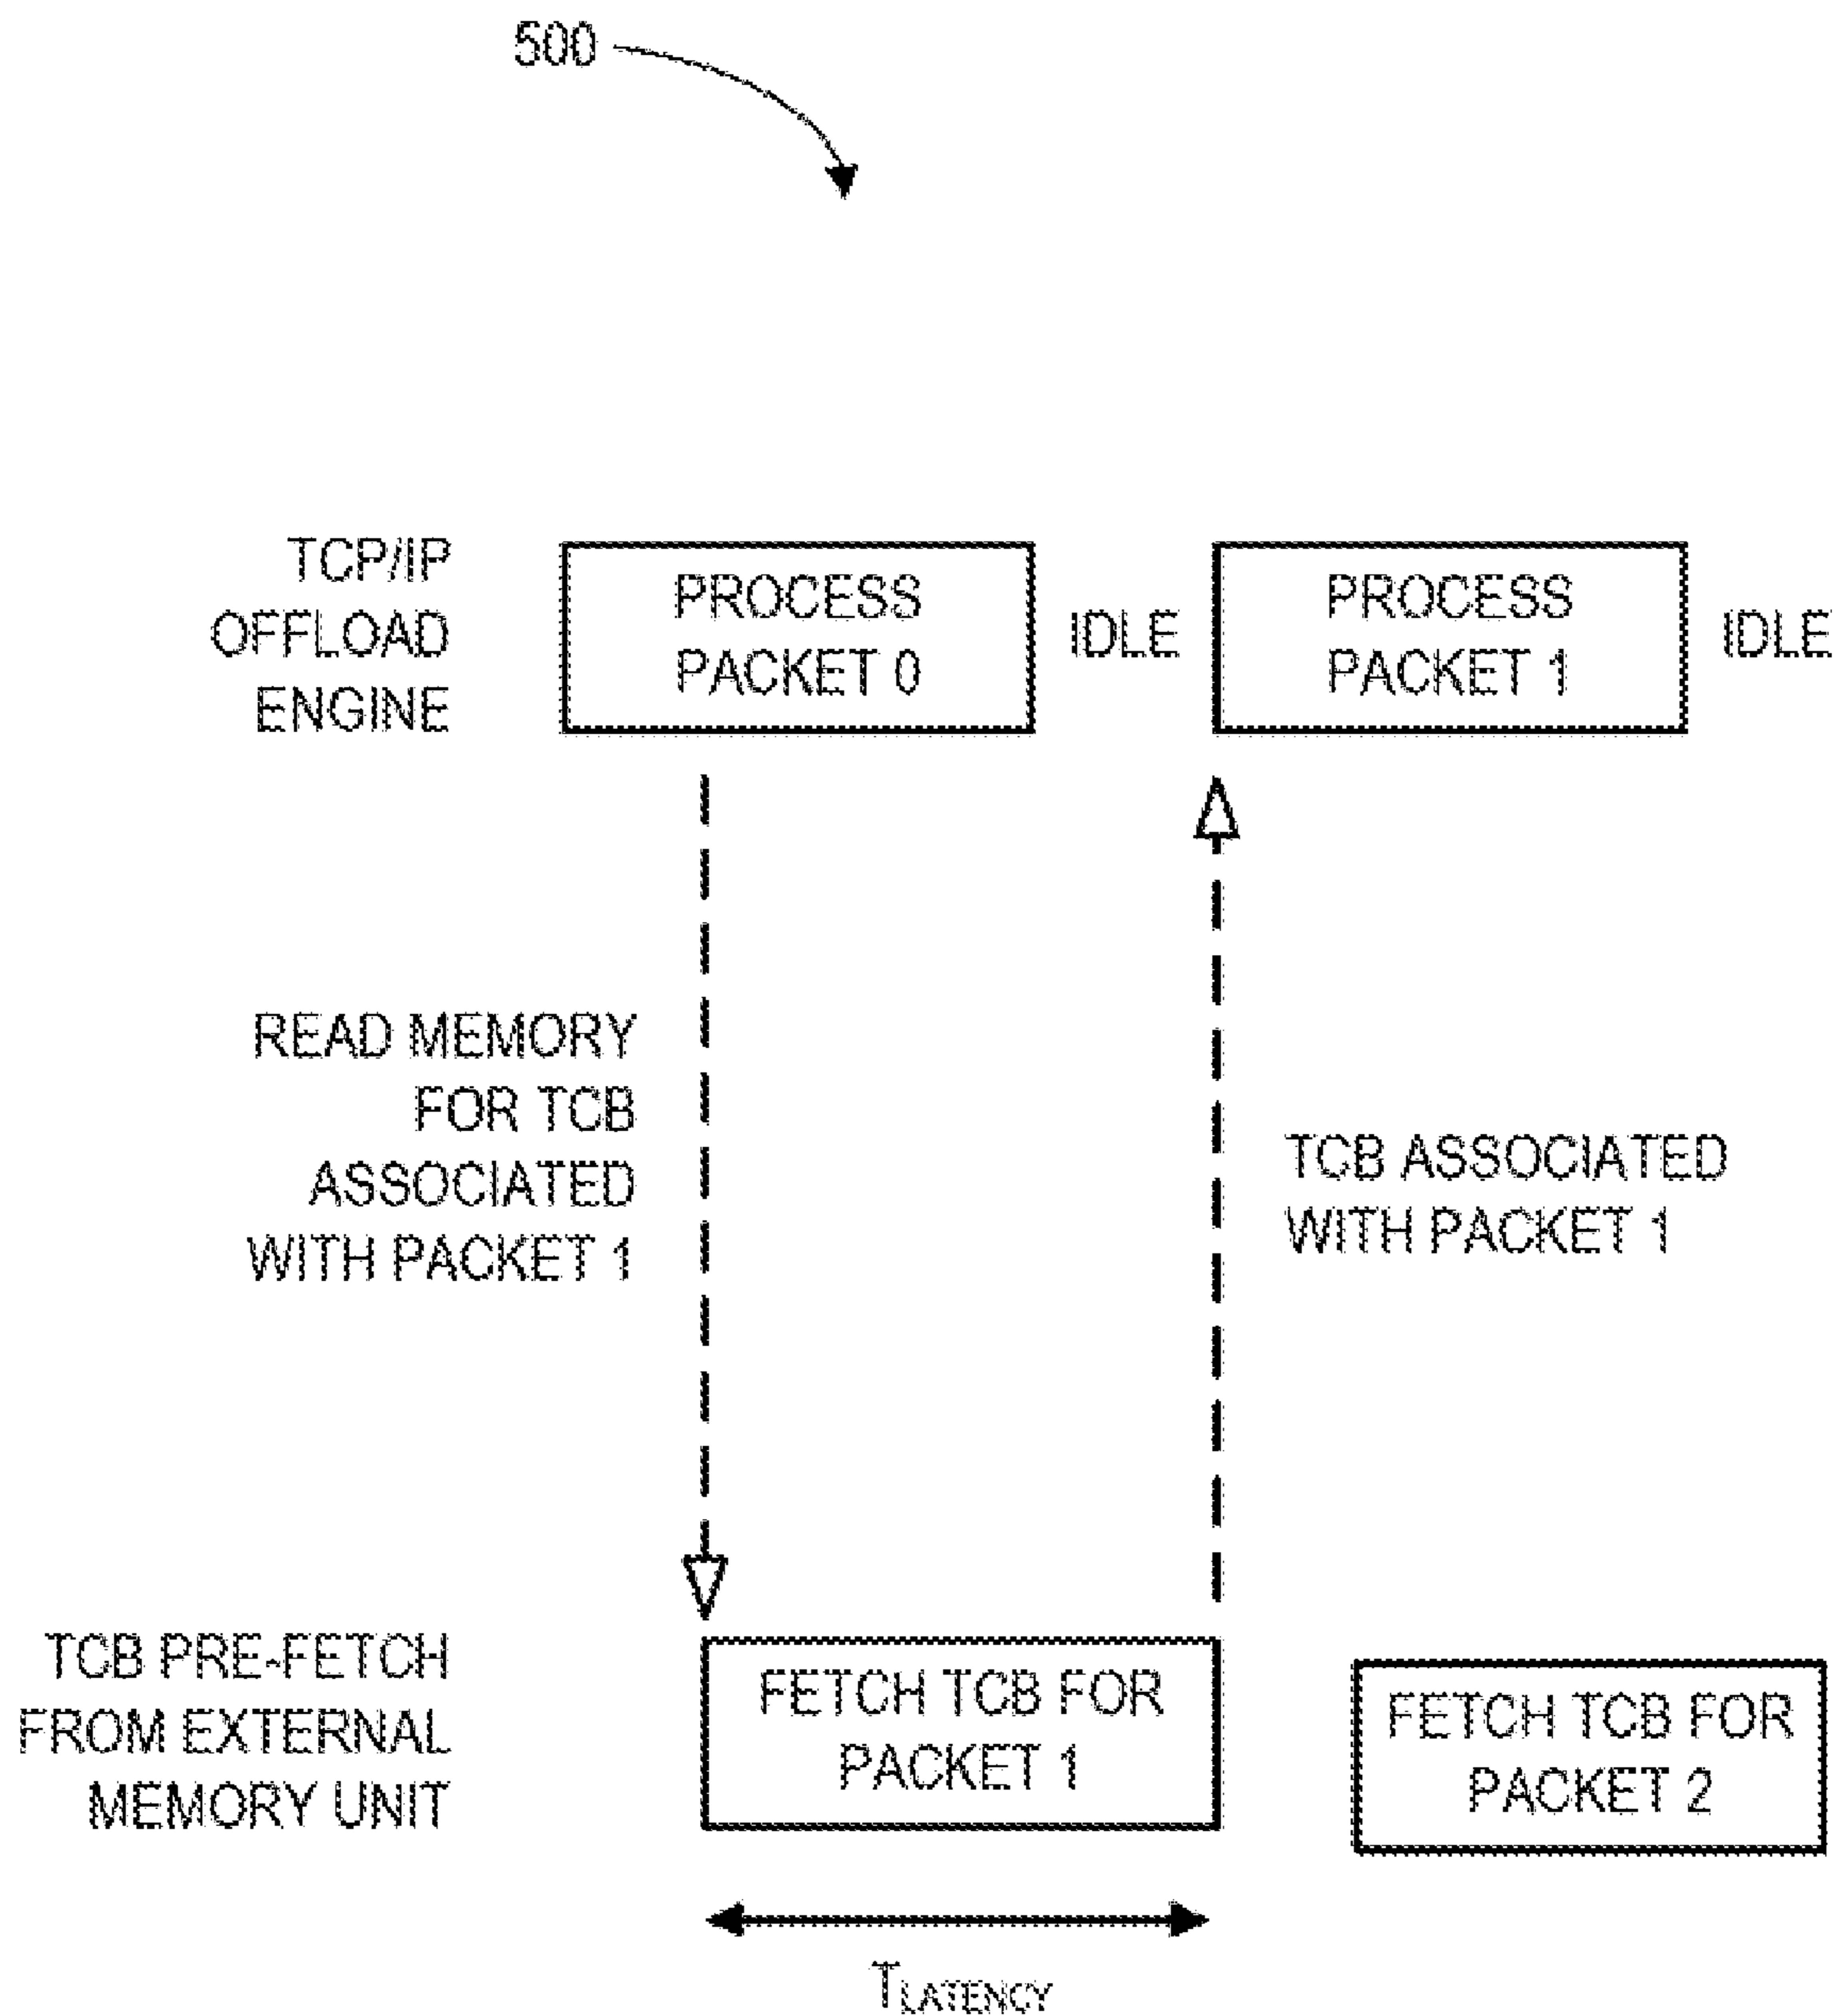 500
TCP/IP
OFFLOAD
ENGINE
PROCESS
PACKET 0
IDLE
PROCESS
PACKET 1
IDLE
READ MEMORY
FOR TCB
ASSOCIATED
WITH PACKET 1
TCB ASSOCIATED
WITH PACKET 1
TCB PRE-FETCH
FROM EXTERNAL
MEMORY UNIT
FETCH TCB FOR
PACKET 1
FETCH TCB FOR
PACKET 2
TLATENCY